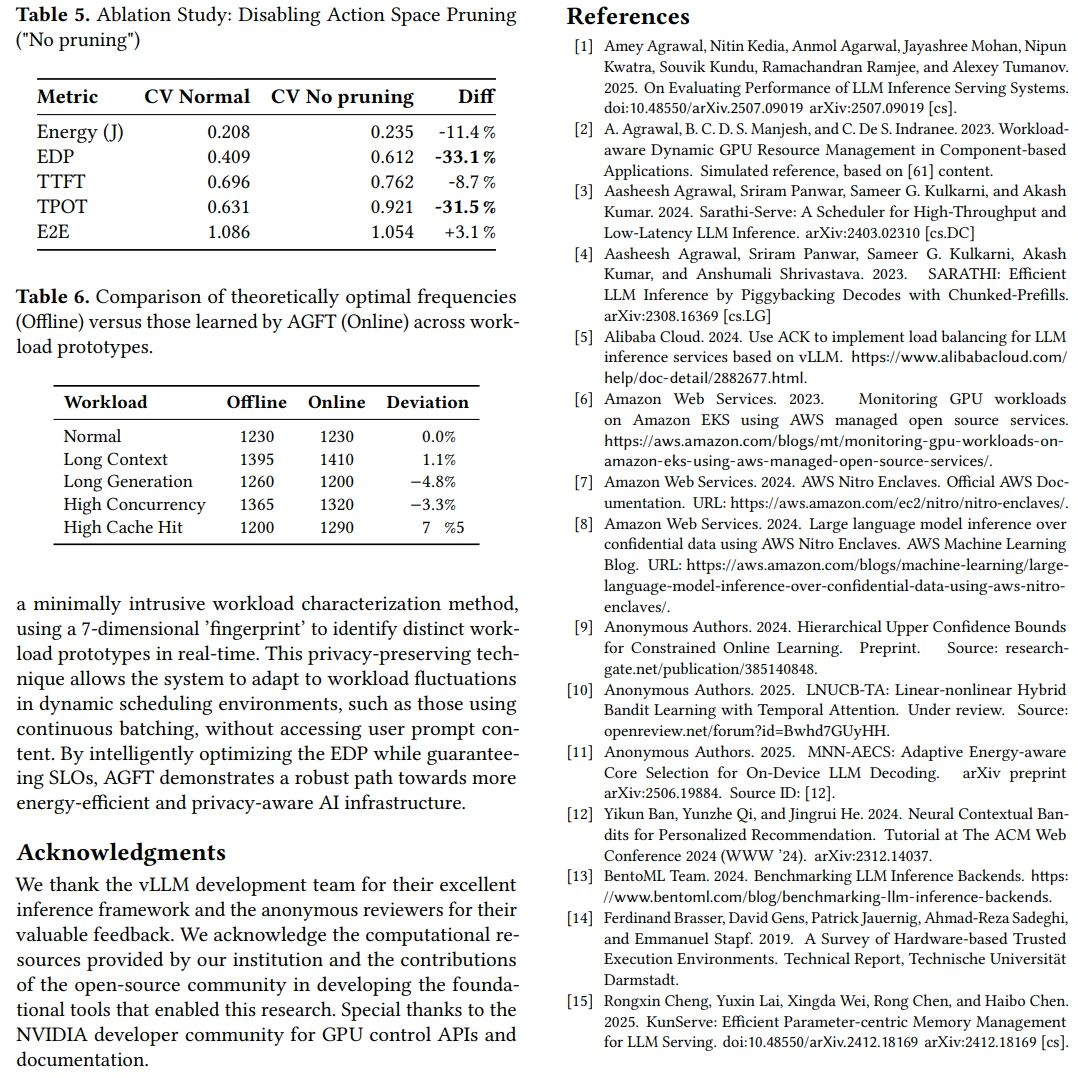 Table 5. Ablation Study: Disabling Action Space Pruning
("No pruning")
Metric CV Normal CV No pruning Diff
Energy (J) 0.208 0.235 -11.4 %
EDP 0.409 0.612 -33.1 %
TTFT 0.696 0.762 -8.7 %
TPOT 0.631 0.921 -31.5 %
E2E 1.086 1.054 +3.1 %
Table 6. Comparison of theoretically optimal frequencies
(Offline) versus those learned by AGFT (Online) across work-
load prototypes.
Workload Offline Online Deviation
Normal 1230 1230 0.0%
Long Context 1395 1410 1.1%
Long Generation 1260 1200 −4.8%
High Concurrency 1365 1320 −3.3%
High Cache Hit 1200 1290 7 %5
a minimally intrusive workload characterization method,
using a 7-dimensional ’fingerprint’ to identify distinct work-
load prototypes in real-time. This privacy-preserving tech-
nique allows the system to adapt to workload fluctuations
in dynamic scheduling environments, such as those using
continuous batching, without accessing user prompt con-
tent. By intelligently optimizing the EDP while guarantee-
ing SLOs, AGFT demonstrates a robust path towards more
energy-efficient and privacy-aware AI infrastructure.
Acknowledgments
We thank the vLLM development team for their excellent
inference framework and the anonymous reviewers for their
valuable feedback. We acknowledge the computational re-
sources provided by our institution and the contributions
of the open-source community in developing the founda-
tional tools that enabled this research. Special thanks to the
NVIDIA developer community for GPU control APIs and
documentation.
References
[1] Amey Agrawal, Nitin Kedia, Anmol Agarwal, Jayashree Mohan, Nipun
Kwatra, Souvik Kundu, Ramachandran Ramjee, and Alexey Tumanov.
2025. On Evaluating Performance of LLM Inference Serving Systems.
doi:10.48550/arXiv.2507.09019 arXiv:2507.09019 [cs].
[2] A. Agrawal, B. C. D. S. Manjesh, and C. De S. Indranee. 2023. Workload-
aware Dynamic GPU Resource Management in Component-based
Applications. Simulated reference, based on [61] content.
[3] Aasheesh Agrawal, Sriram Panwar, Sameer G. Kulkarni, and Akash
Kumar. 2024. Sarathi-Serve: A Scheduler for High-Throughput and
Low-Latency LLM Inference. arXiv:2403.02310 [cs.DC]
[4] Aasheesh Agrawal, Sriram Panwar, Sameer G. Kulkarni, Akash
Kumar, and Anshumali Shrivastava. 2023. SARATHI: Efficient
LLM Inference by Piggybacking Decodes with Chunked-Prefills.
arXiv:2308.16369 [cs.LG]
[5] Alibaba Cloud. 2024. Use ACK to implement load balancing for LLM
inference services based on vLLM. https://www.alibabacloud.com/
help/doc-detail/2882677.html.
[6] Amazon Web Services. 2023. Monitoring GPU workloads
on Amazon EKS using AWS managed open source services.
https://aws.amazon.com/blogs/mt/monitoring-gpu-workloads-on-
amazon-eks-using-aws-managed-open-source-services/.
[7] Amazon Web Services. 2024. AWS Nitro Enclaves. Official AWS Doc-
umentation. URL: https://aws.amazon.com/ec2/nitro/nitro-enclaves/.
[8] Amazon Web Services. 2024. Large language model inference over
confidential data using AWS Nitro Enclaves. AWS Machine Learning
Blog. URL: https://aws.amazon.com/blogs/machine-learning/large-
language-model-inference-over-confidential-data-using-aws-nitro-
enclaves/.
[9] Anonymous Authors. 2024. Hierarchical Upper Confidence Bounds
for Constrained Online Learning. Preprint. Source: research-
gate.net/publication/385140848.
[10] Anonymous Authors. 2025. LNUCB-TA: Linear-nonlinear Hybrid
Bandit Learning with Temporal Attention. Under review. Source:
openreview.net/forum?id=Bwhd7GUyHH.
[11] Anonymous Authors. 2025. MNN-AECS: Adaptive Energy-aware
Core Selection for On-Device LLM Decoding. arXiv preprint
arXiv:2506.19884. Source ID: [12].
[12] Yikun Ban, Yunzhe Qi, and Jingrui He. 2024. Neural Contextual Ban-
dits for Personalized Recommendation. Tutorial at The ACM Web
Conference 2024 (WWW ’24). arXiv:2312.14037.
[13] BentoML Team. 2024. Benchmarking LLM Inference Backends. https:
//www.bentoml.com/blog/benchmarking-llm-inference-backends.
[14] Ferdinand Brasser, David Gens, Patrick Jauernig, Ahmad-Reza Sadeghi,
and Emmanuel Stapf. 2019. A Survey of Hardware-based Trusted
Execution Environments. Technical Report, Technische Universität
Darmstadt.
[15] Rongxin Cheng, Yuxin Lai, Xingda Wei, Rong Chen, and Haibo Chen.
2025. KunServe: Efficient Parameter-centric Memory Management
for LLM Serving. doi:10.48550/arXiv.2412.18169 arXiv:2412.18169 [cs].